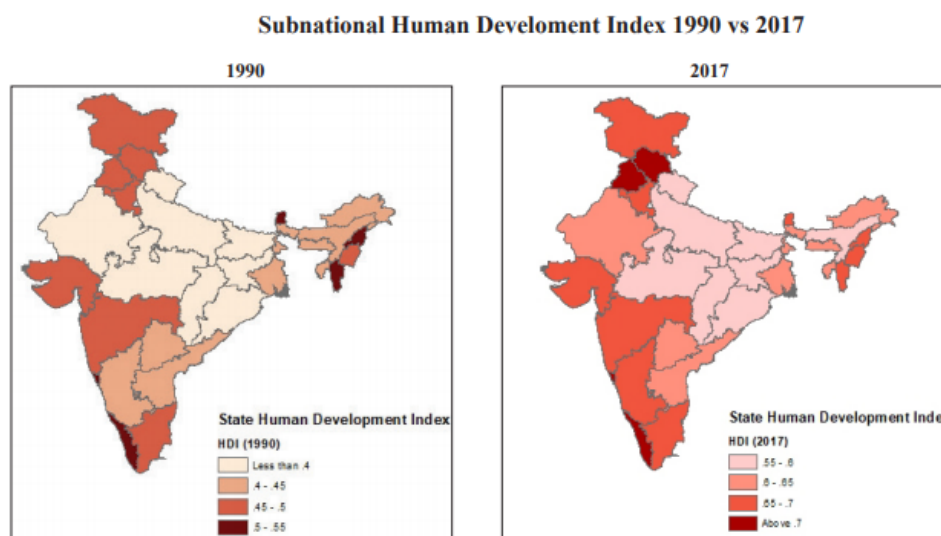 Subnational Human Develoment Index 1990 vs 2017
1990
2017
State Human Development Index
HDI (1990)
Less than .4
.4 - .45
.45 - .5
.5 - .55
State Human Development Inde
HDI (2017)
.55 - .6
.6 - .65
.65 - .7
Above .7